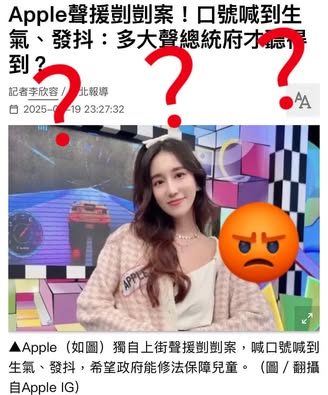 Apple聲援剴剴案！口號喊到生
氣、發抖：多大聲總統府才聽得
到？
記者李欣容／
北報導
19 23:27:32
AA
APPLE
▲Apple（如圖）獨自上街聲援剴剴案，喊口號喊到
生氣、發抖，希望政府能修法保障兒童。（圖／翻攝
自Apple IG）